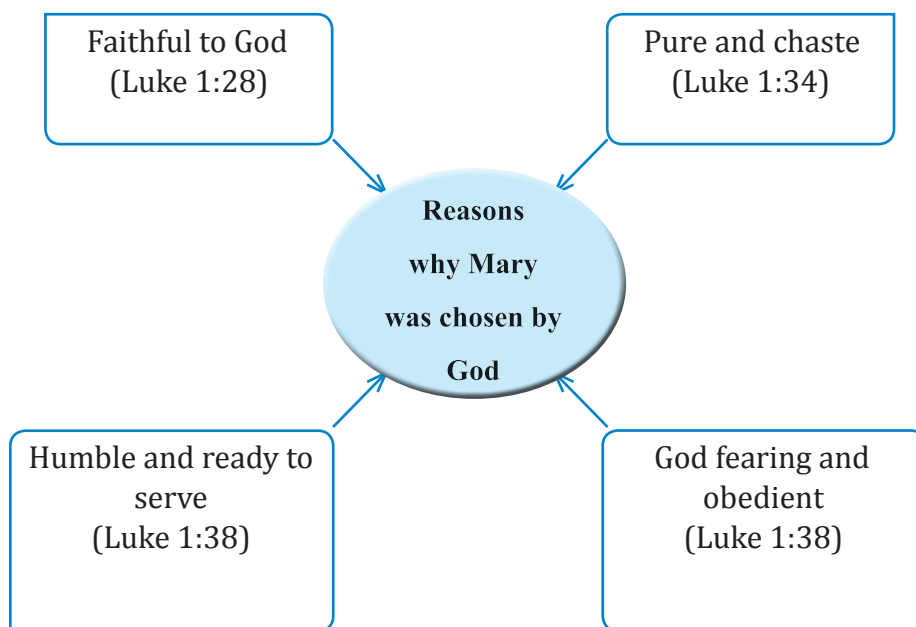 Faithful to God
(Luke 1:28)
Pure and chaste
(Luke 1:34)
Reasons
why Mary
was chosen by
God
Humble and ready to
serve
(Luke 1:38)
God fearing and
obedient
(Luke 1:38)